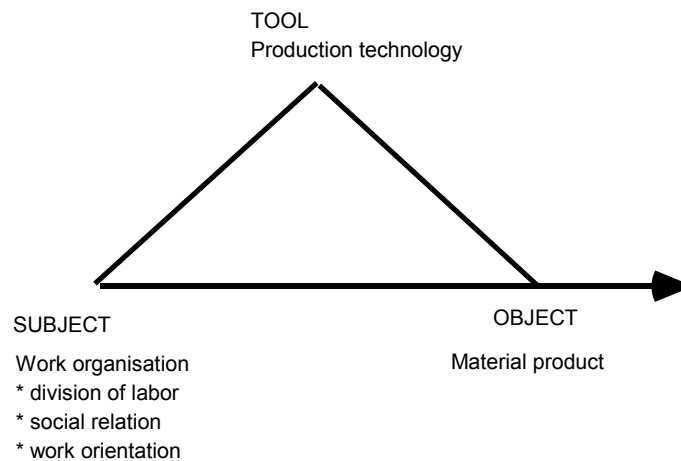 TOOL
Production technology
SUBJECT
Work organisation
* division of labor
* social relation
* work orientation
OBJECT
Material product